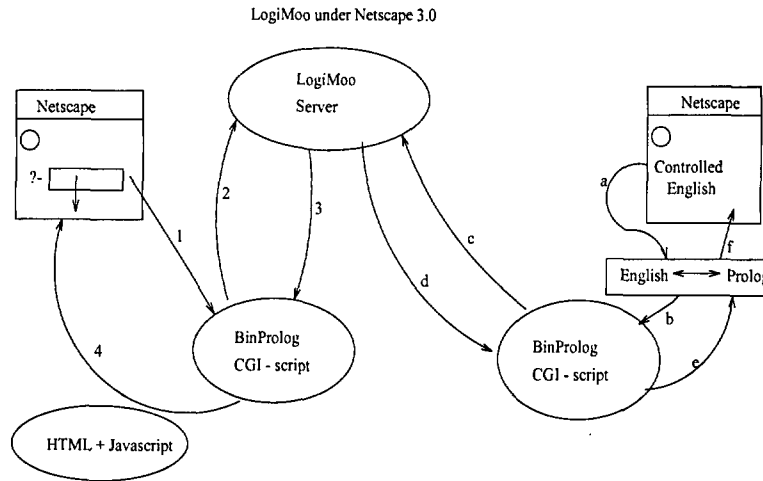 LogiMoo under Netscape 3.0
LogiMoo
Server
Netscape
?-
1
2
3
4
BinProlog
CGI - script
HTML + Javascript
Netscape
Controlled
English
a
f
English
Prolog
b
c
d
e
BinProlog
CGI - script